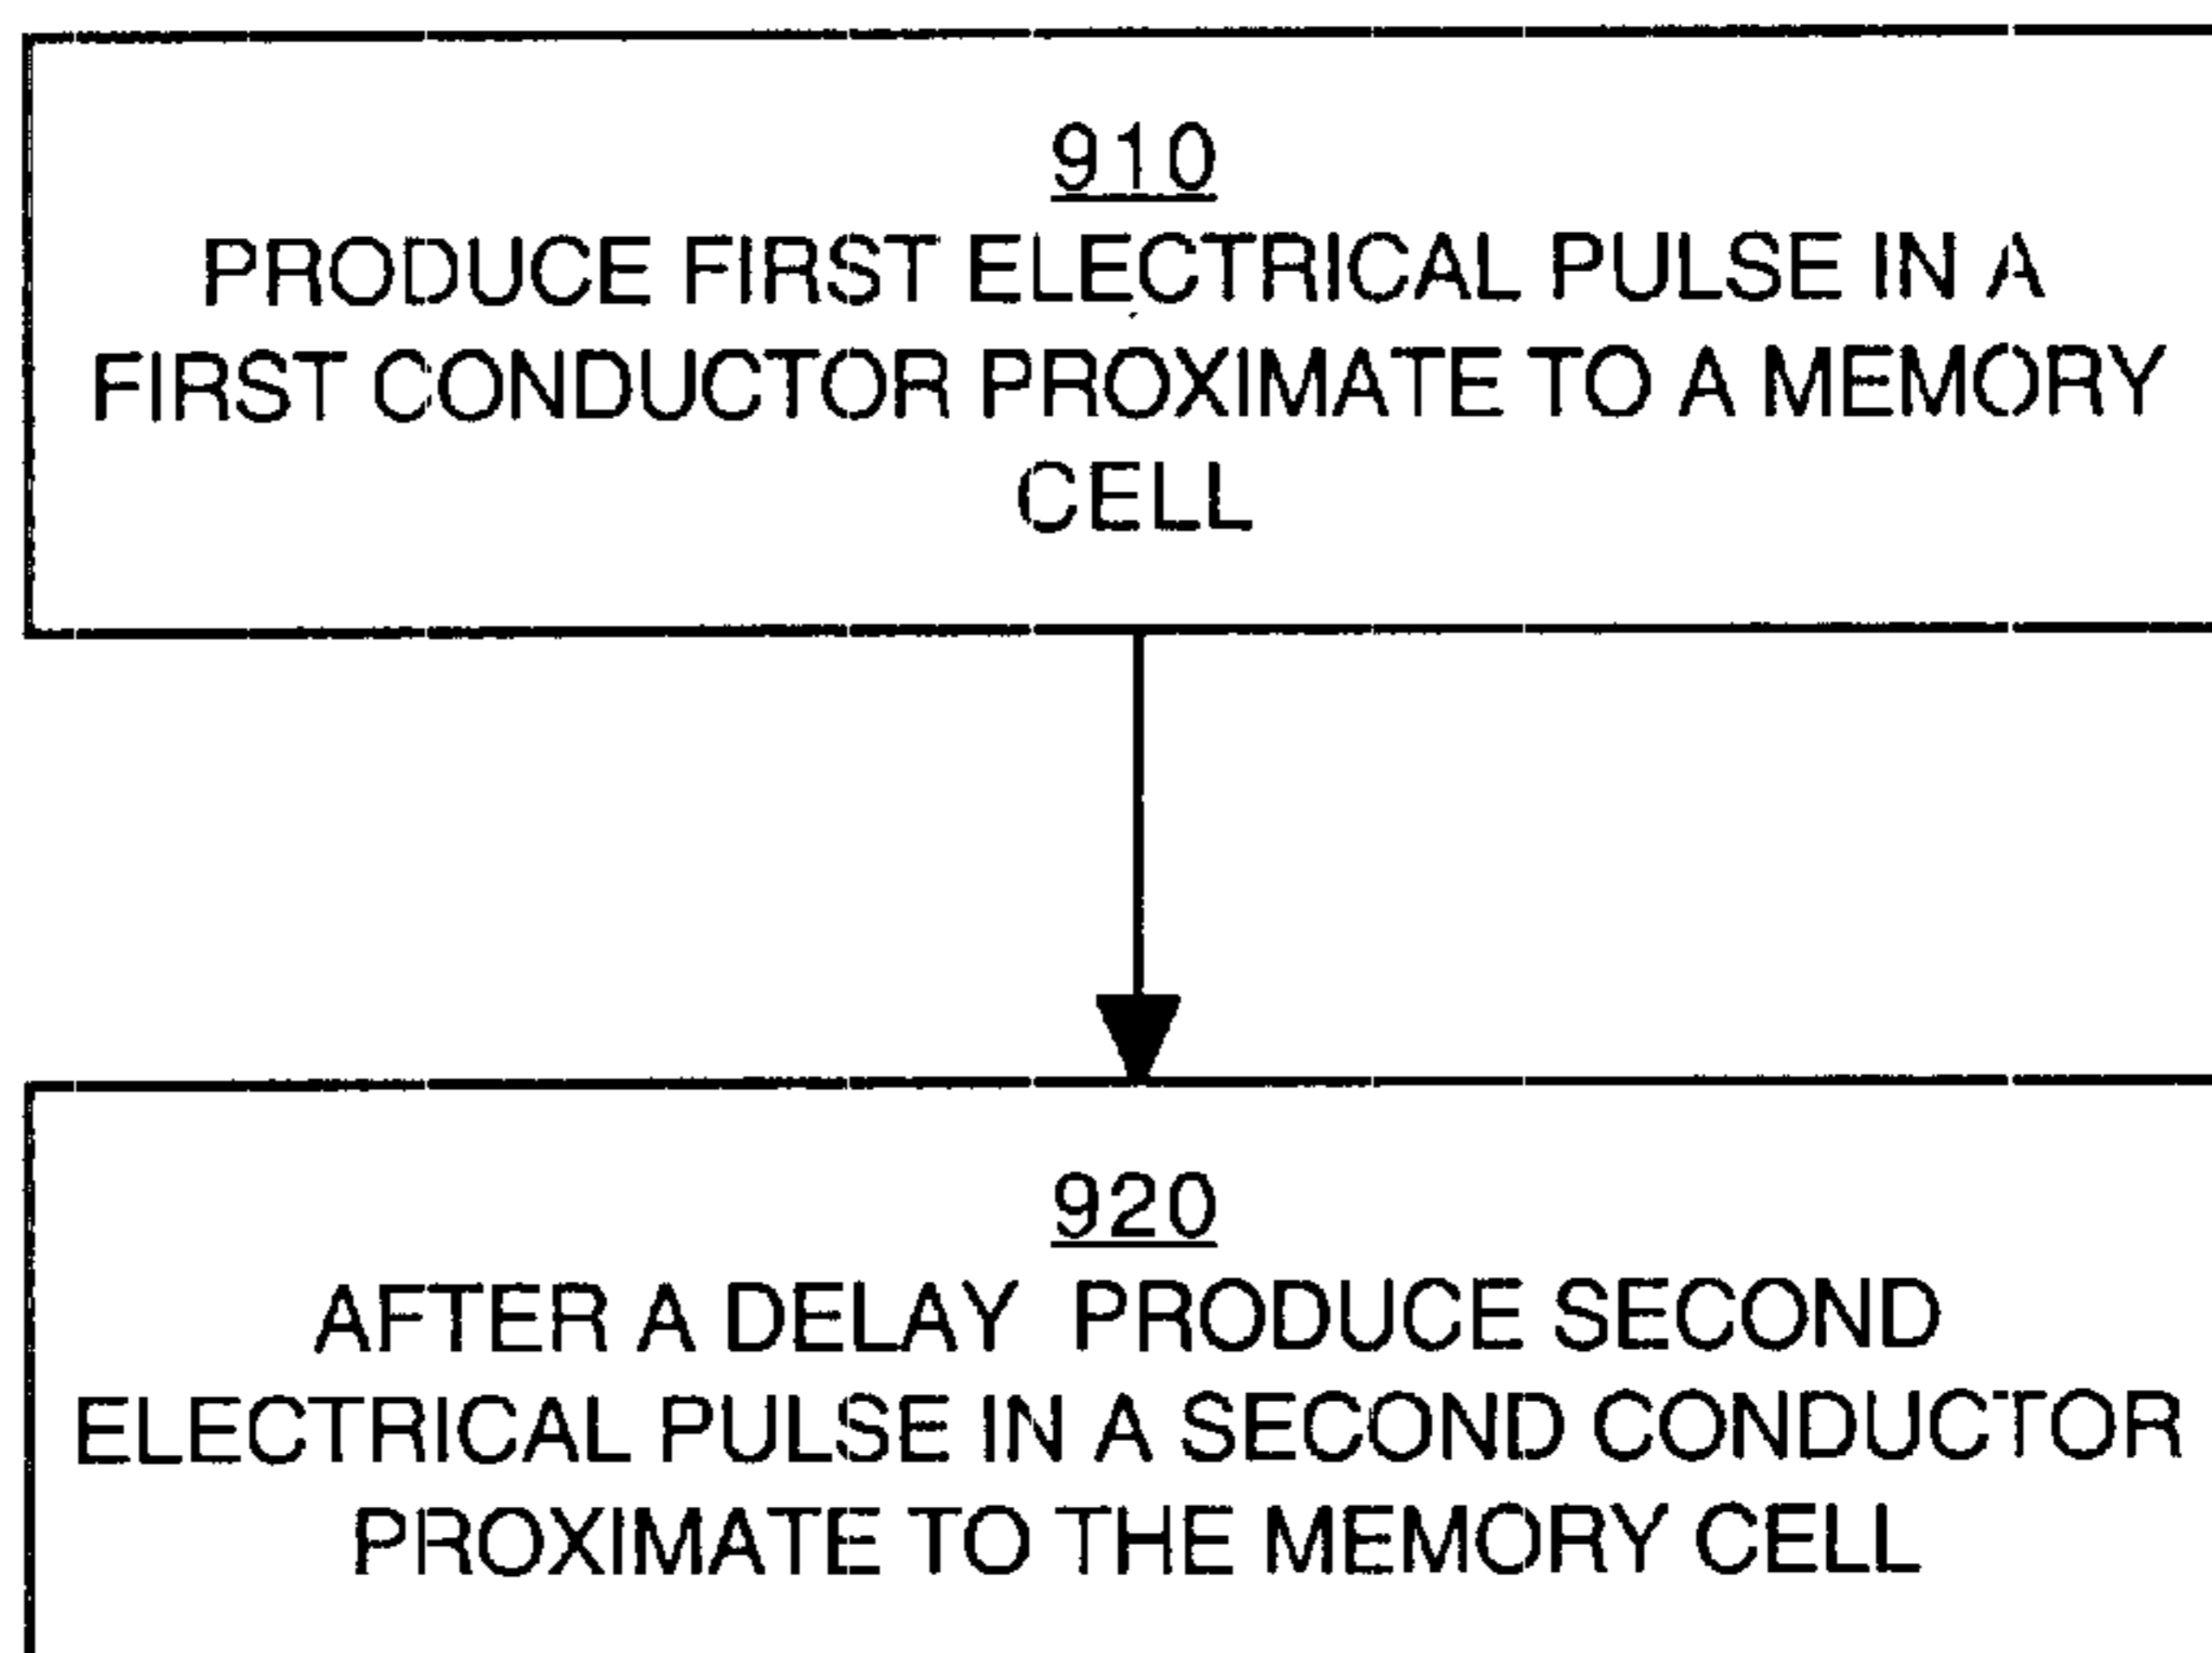 910
PRODUCE FIRST ELECTRICAL PULSE IN A
FIRST CONDUCTOR PROXIMATE TO A MEMORY
CELL
920
AFTER A DELAY PRODUCE SECOND
ELECTRICAL PULSE IN A SECOND CONDUCTOR
PROXIMATE TO THE MEMORY CELL